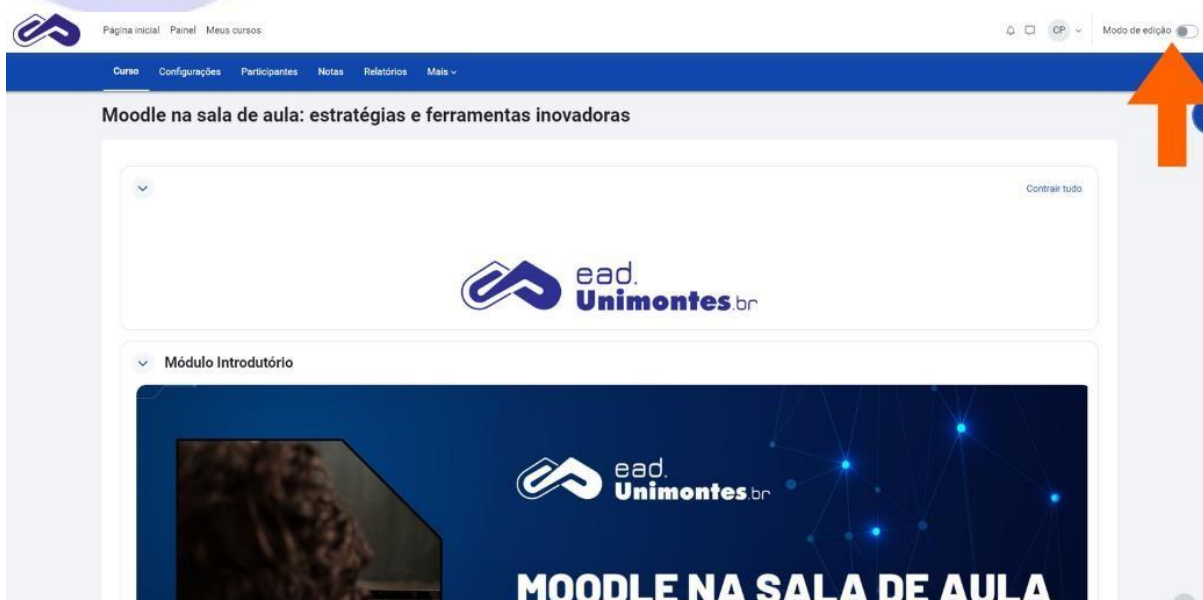 Página inicial Painel Meus cursos
CP
Modo de edição
Curso Configurações Participantes Notas Relatórios Mais
Moodle na sala de aula: estratégias e ferramentas inovadoras
Contrair tudo
ead.
Unimontes.br
Módulo Introdutório
ead.
Unimontes.br
MOODLE NA SALA DE AULA